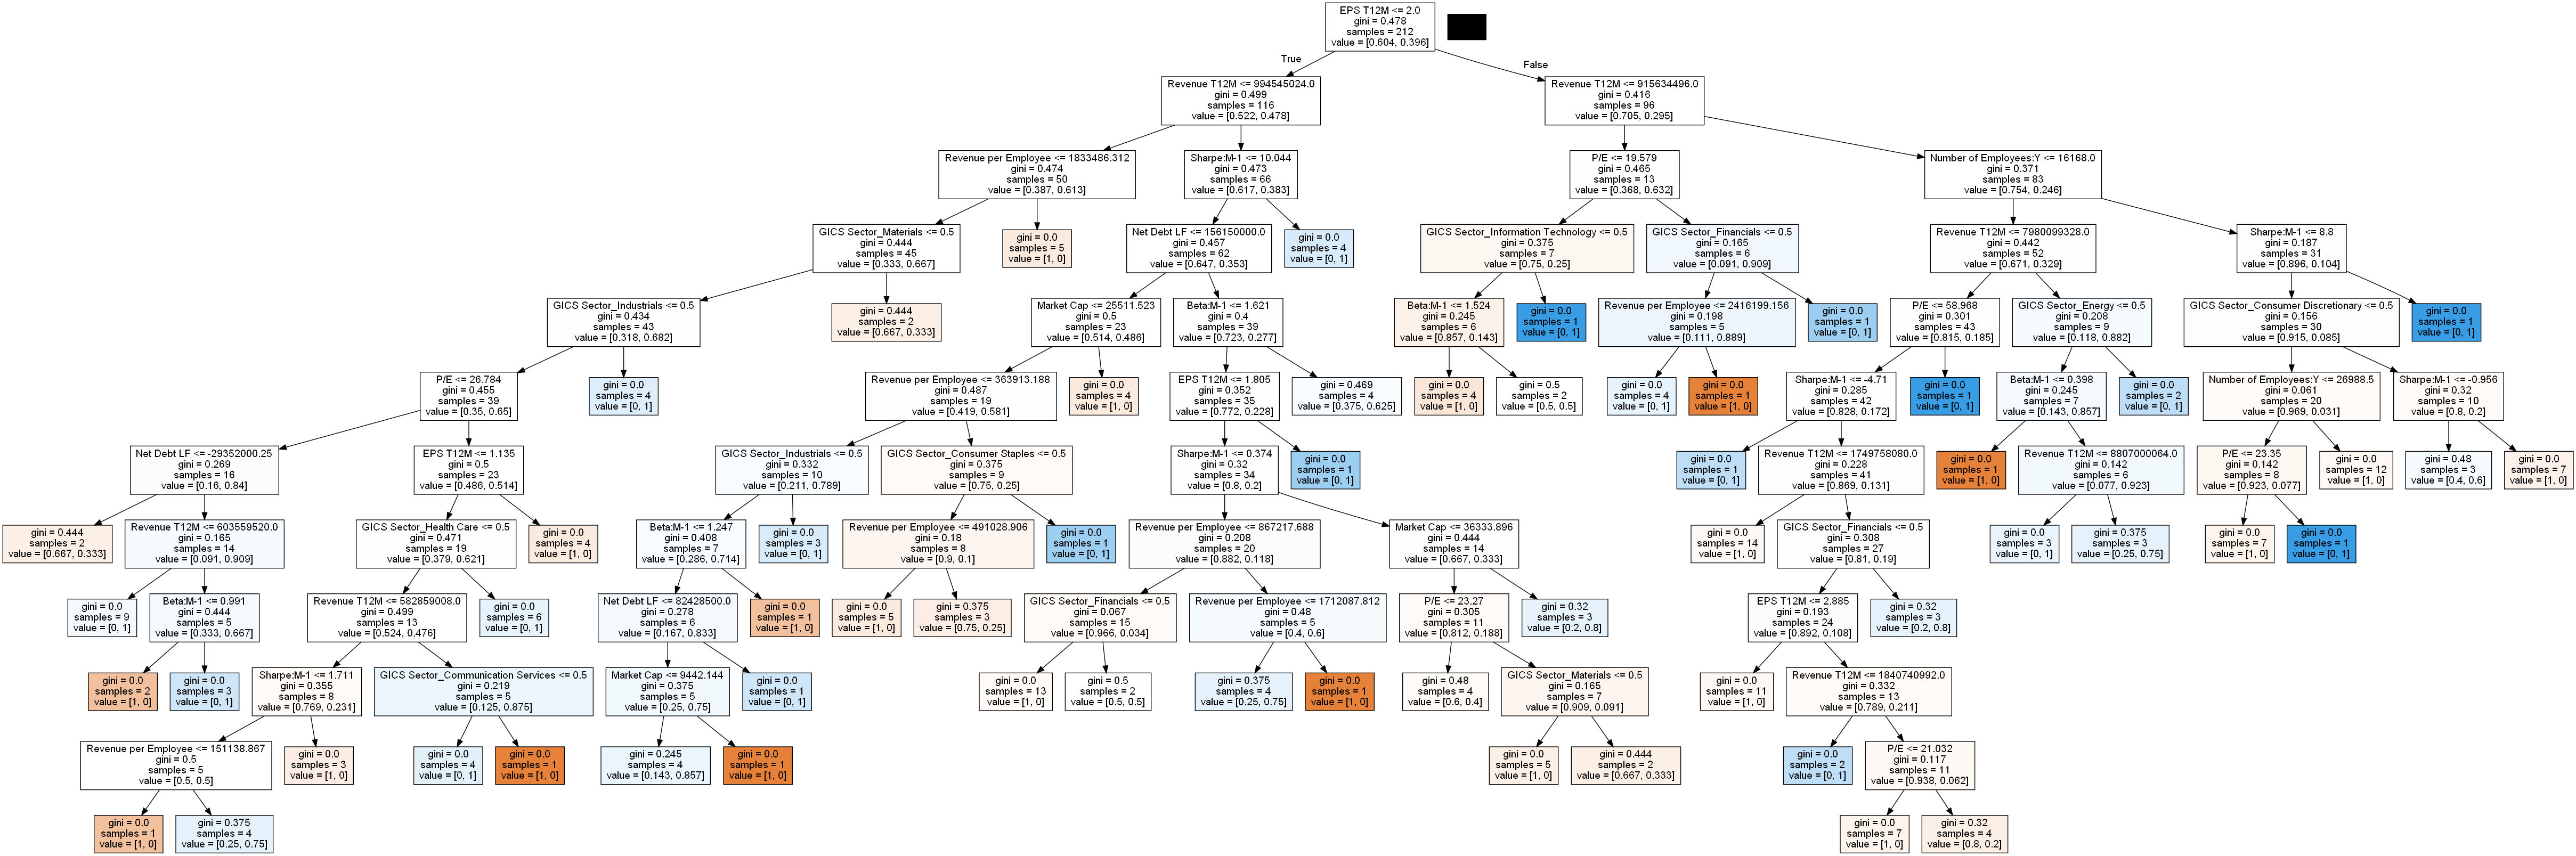 EPS T12M <= 2.0
gini = 0.478
samples = 212
value = [0.604, 0.396]
True
False
Revenue T12M <= 994545024.0
gini = 0.499
samples = 116
value = [0.522, 0.478]
Revenue T12M <= 915634496.0
gini = 0.416
samples = 96
value = [0.705, 0.295]
Revenue per Employee <= 1833486.312
gini = 0.474
samples = 50
value = [0.387, 0.613]
Sharpe:M-1 <= 10.044
gini = 0.473
samples = 66
value = [0.617, 0.383]
P/E <= 19.579
gini = 0.465
samples = 13
value = [0.368, 0.632]
Number of Employees:Y <= 16168.0
gini = 0.371
samples = 83
value = [0.754, 0.246]
GICS Sector_Materials <= 0.5
gini = 0.444
samples = 45
value = [0.333, 0.667]
gini = 0.0
samples = 5
value = [1, 0]
Net Debt LF <= 156150000.0
gini = 0.457
samples = 62
value = [0.647, 0.353]
gini = 0.0
samples = 4
value = [0, 1]
GICS Sector_Information Technology <= 0.5
gini = 0.375
samples = 7
value = [0.75, 0.25]
GICS Sector_Financials <= 0.5
gini = 0.165
samples = 6
value = [0.091, 0.909]
Revenue T12M <= 7980099328.0
gini = 0.442
samples = 52
value = [0.671, 0.329]
Sharpe:M-1 <= 8.8
gini = 0.187
samples = 31
value = [0.896, 0.104]
GICS Sector_Industrials <= 0.5
gini = 0.434
samples = 43
value = [0.318, 0.682]
gini = 0.444
samples = 2
value = [0.667, 0.333]
Market Cap <= 25511.523
gini = 0.5
samples = 23
value = [0.514, 0.486]
Beta:M-1 <= 1.621
gini = 0.4
samples = 39
value = [0.723, 0.277]
Beta:M-1 <= 1.524
gini = 0.245
samples = 6
value = [0.857, 0.143]
gini = 0.0
samples = 1
value = [0, 1]
Revenue per Employee <= 2416199.156
gini = 0.198
samples = 5
value = [0.111, 0.889]
gini = 0.0
samples = 1
value = [0, 1]
P/E <= 58.968
gini = 0.301
samples = 43
value = [0.815, 0.185]
GICS Sector_Energy <= 0.5
gini = 0.208
samples = 9
value = [0.118, 0.882]
GICS Sector_Consumer Discretionary <= 0.5
gini = 0.156
samples = 30
value = [0.915, 0.085]
gini = 0.0
samples = 1
value = [0, 1]
P/E <= 26.784
gini = 0.455
samples = 39
value = [0.35, 0.65]
gini = 0.0
samples = 4
value = [0, 1]
Revenue per Employee <= 363913.188
gini = 0.487
samples = 19
value = [0.419, 0.581]
gini = 0.0
samples = 4
value = [1, 0]
EPS T12M <= 1.805
gini = 0.352
samples = 35
value = [0.772, 0.228]
gini = 0.469
samples = 4
value = [0.375, 0.625]
gini = 0.0
samples = 4
value = [1, 0]
gini = 0.5
samples = 2
value = [0.5, 0.5]
gini = 0.0
samples = 4
value = [0, 1]
gini = 0.0
samples = 1
value = [1, 0]
Sharpe:M-1 <= -4.71
gini = 0.285
samples = 42
value = [0.828, 0.172]
gini = 0.0
samples = 1
value = [0, 1]
Beta:M-1 <= 0.398
gini = 0.245
samples = 7
value = [0.143, 0.857]
gini = 0.0
samples = 2
value = [0, 1]
Number of Employees:Y <= 26988.5
gini = 0.061
samples = 20
value = [0.969, 0.031]
Sharpe:M-1 <= -0.956
gini = 0.32
samples = 10
value = [0.8, 0.2]
Net Debt LF <= -29352000.25
gini = 0.269
samples = 16
value = [0.16, 0.84]
EPS T12M <= 1.135
gini = 0.5
samples = 23
value = [0.486, 0.514]
GICS Sector_Industrials <= 0.5
gini = 0.332
samples = 10
value = [0.211, 0.789]
GICS Sector_Consumer Staples <= 0.5
gini = 0.375
samples = 9
value = [0.75, 0.25]
Sharpe:M-1 <= 0.374
gini = 0.32
samples = 34
value = [0.8, 0.2]
gini = 0.0
samples = 1
value = [0, 1]
gini = 0.0
samples = 1
value = [0, 1]
Revenue T12M <= 1749758080.0
gini = 0.228
samples = 41
value = [0.869, 0.131]
gini = 0.0
samples = 1
value = [1, 0]
Revenue T12M <= 8807000064.0
gini = 0.142
samples = 6
value = [0.077, 0.923]
P/E <= 23.35
gini = 0.142
samples = 8
value = [0.923, 0.077]
gini = 0.0
samples = 12
value = [1, 0]
gini = 0.48
samples = 3
value = [0.4, 0.6]
gini = 0.0
samples = 7
value = [1, 0]
gini = 0.444
samples = 2
value = [0.667, 0.333]
Revenue T12M <= 603559520.0
gini = 0.165
samples = 14
value = [0.091, 0.909]
GICS Sector_Health Care <= 0.5
gini = 0.471
samples = 19
value = [0.379, 0.621]
gini = 0.0
samples = 4
value = [1, 0]
Beta:M-1 <= 1.247
gini = 0.408
samples = 7
value = [0.286, 0.714]
gini = 0.0
samples = 3
value = [0, 1]
Revenue per Employee <= 491028.906
gini = 0.18
samples = 8
value = [0.9, 0.1]
gini = 0.0
samples = 1
value = [0, 1]
Revenue per Employee <= 867217.688
gini = 0.208
samples = 20
value = [0.882, 0.118]
Market Cap <= 36333.896
gini = 0.444
samples = 14
value = [0.667, 0.333]
gini = 0.0
samples = 14
value = [1, 0]
GICS Sector_Financials <= 0.5
gini = 0.308
samples = 27
value = [0.81, 0.19]
gini = 0.0
samples = 3
value = [0, 1]
gini = 0.375
samples = 3
value = [0.25, 0.75]
gini = 0.0
samples = 7
value = [1, 0]
gini = 0.0
samples = 1
value = [0, 1]
gini = 0.0
samples = 9
value = [0, 1]
Beta:M-1 <= 0.991
gini = 0.444
samples = 5
value = [0.333, 0.667]
Revenue T12M <= 582859008.0
gini = 0.499
samples = 13
value = [0.524, 0.476]
gini = 0.0
samples = 6
value = [0, 1]
Net Debt LF <= 82428500.0
gini = 0.278
samples = 6
value = [0.167, 0.833]
gini = 0.0
samples = 1
value = [1, 0]
gini = 0.0
samples = 5
value = [1, 0]
gini = 0.375
samples = 3
value = [0.75, 0.25]
GICS Sector_Financials <= 0.5
gini = 0.067
samples = 15
value = [0.966, 0.034]
Revenue per Employee <= 1712087.812
gini = 0.48
samples = 5
value = [0.4, 0.6]
P/E <= 23.27
gini = 0.305
samples = 11
value = [0.812, 0.188]
gini = 0.32
samples = 3
value = [0.2, 0.8]
EPS T12M <= 2.885
gini = 0.193
samples = 24
value = [0.892, 0.108]
gini = 0.32
samples = 3
value = [0.2, 0.8]
gini = 0.0
samples = 2
value = [1, 0]
gini = 0.0
samples = 3
value = [0, 1]
Sharpe:M-1 <= 1.711
gini = 0.355
samples = 8
value = [0.769, 0.231]
GICS Sector_Communication Services <= 0.5
gini = 0.219
samples = 5
value = [0.125, 0.875]
Market Cap <= 9442.144
gini = 0.375
samples = 5
value = [0.25, 0.75]
gini = 0.0
samples = 1
value = [0, 1]
gini = 0.0
samples = 13
value = [1, 0]
gini = 0.5
samples = 2
value = [0.5, 0.5]
gini = 0.375
samples = 4
value = [0.25, 0.75]
gini = 0.0
samples = 1
value = [1, 0]
gini = 0.48
samples = 4
value = [0.6, 0.4]
GICS Sector_Materials <= 0.5
gini = 0.165
samples = 7
value = [0.909, 0.091]
gini = 0.0
samples = 11
value = [1, 0]
Revenue T12M <= 1840740992.0
gini = 0.332
samples = 13
value = [0.789, 0.211]
Revenue per Employee <= 151138.867
gini = 0.5
samples = 5
value = [0.5, 0.5]
gini = 0.0
samples = 3
value = [1, 0]
gini = 0.0
samples = 4
value = [0, 1]
gini = 0.0
samples = 1
value = [1, 0]
gini = 0.245
samples = 4
value = [0.143, 0.857]
gini = 0.0
samples = 1
value = [1, 0]
gini = 0.0
samples = 5
value = [1, 0]
gini = 0.444
samples = 2
value = [0.667, 0.333]
gini = 0.0
samples = 2
value = [0, 1]
P/E <= 21.032
gini = 0.117
samples = 11
value = [0.938, 0.062]
gini = 0.0
samples = 1
value = [1, 0]
gini = 0.375
samples = 4
value = [0.25, 0.75]
gini = 0.0
samples = 7
value = [1, 0]
gini = 0.32
samples = 4
value = [0.8, 0.2]